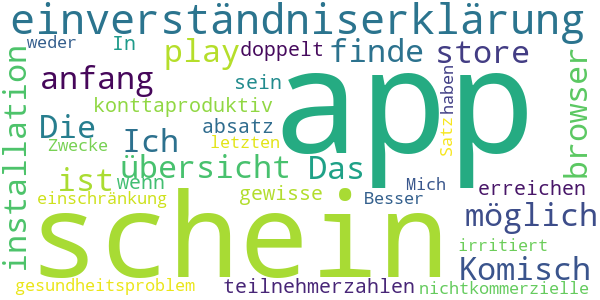 einverständniserklärung
weder In play doppelt finde store
anfang sein app
konttaproduktiv haben browser
installation Die Ich absatz Satz
Zwecke letzten
übersicht Das
ist wenn gewisse Mich erreichen
einschränkung Besser möglich
schein irritiert
Komisch
gesundheitsproblem teilnehmerzahlen nichtkommerzielle